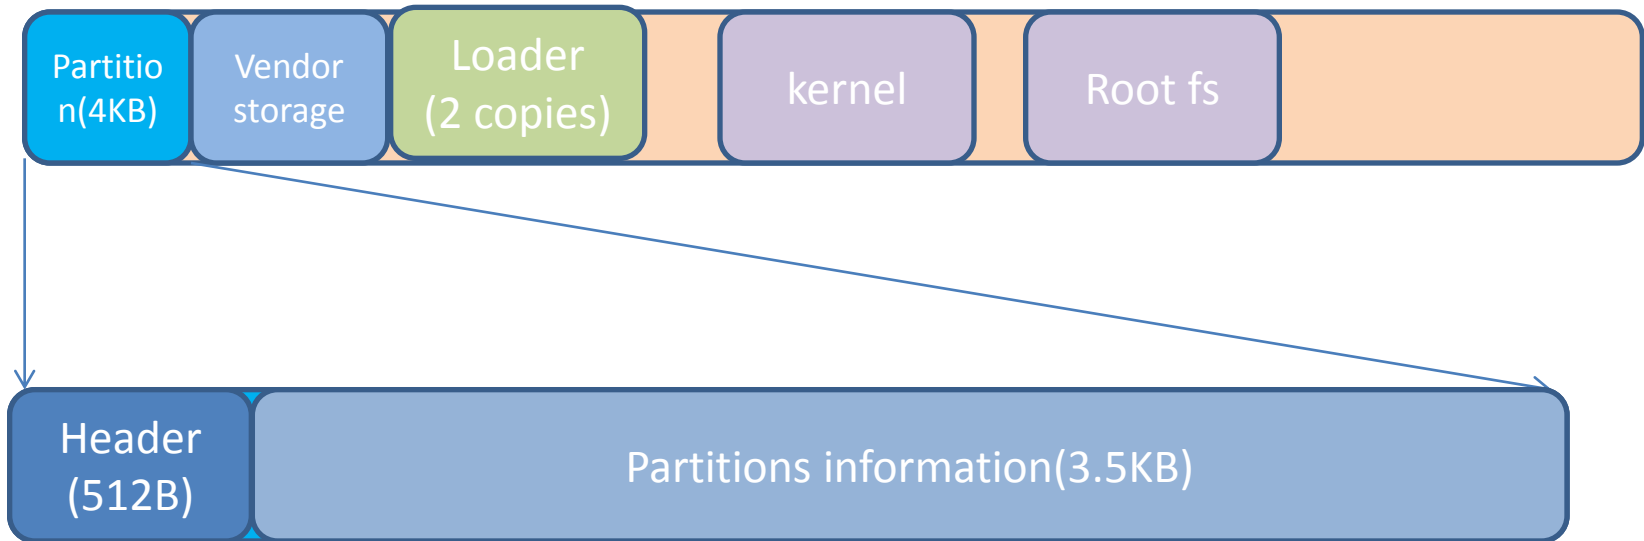 Partitio
n(4KB)
Vendor
storage
Loader
(2 copies)
kernel
Root fs
Header
(512B)
Partitions information(3.5KB)